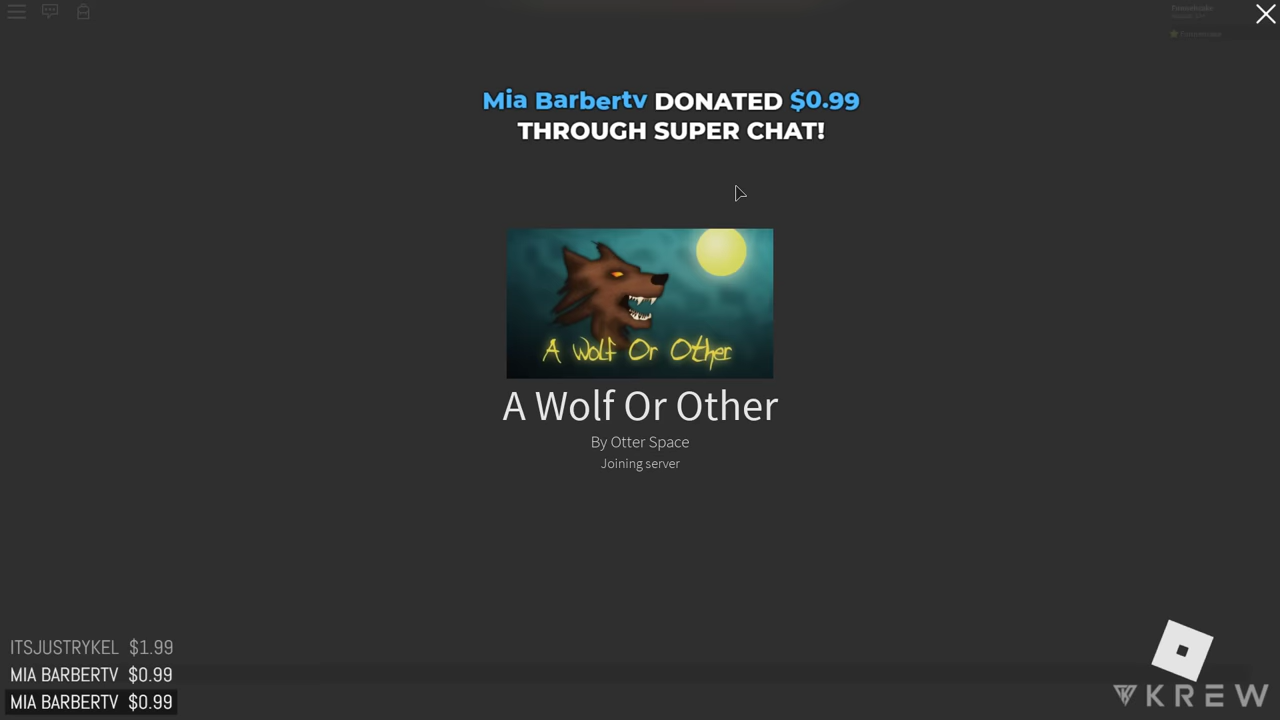 Mia Barbertv DONATED $0.99
THROUGH SUPER CHAT!
A Wolf Or Other
A Wolf Or Other
By Otter Space
Joining server
ITSJUSTRYKEL $1.99
MIA BARBERTV $0.99
MIA BARBERTV $0.99
KREW